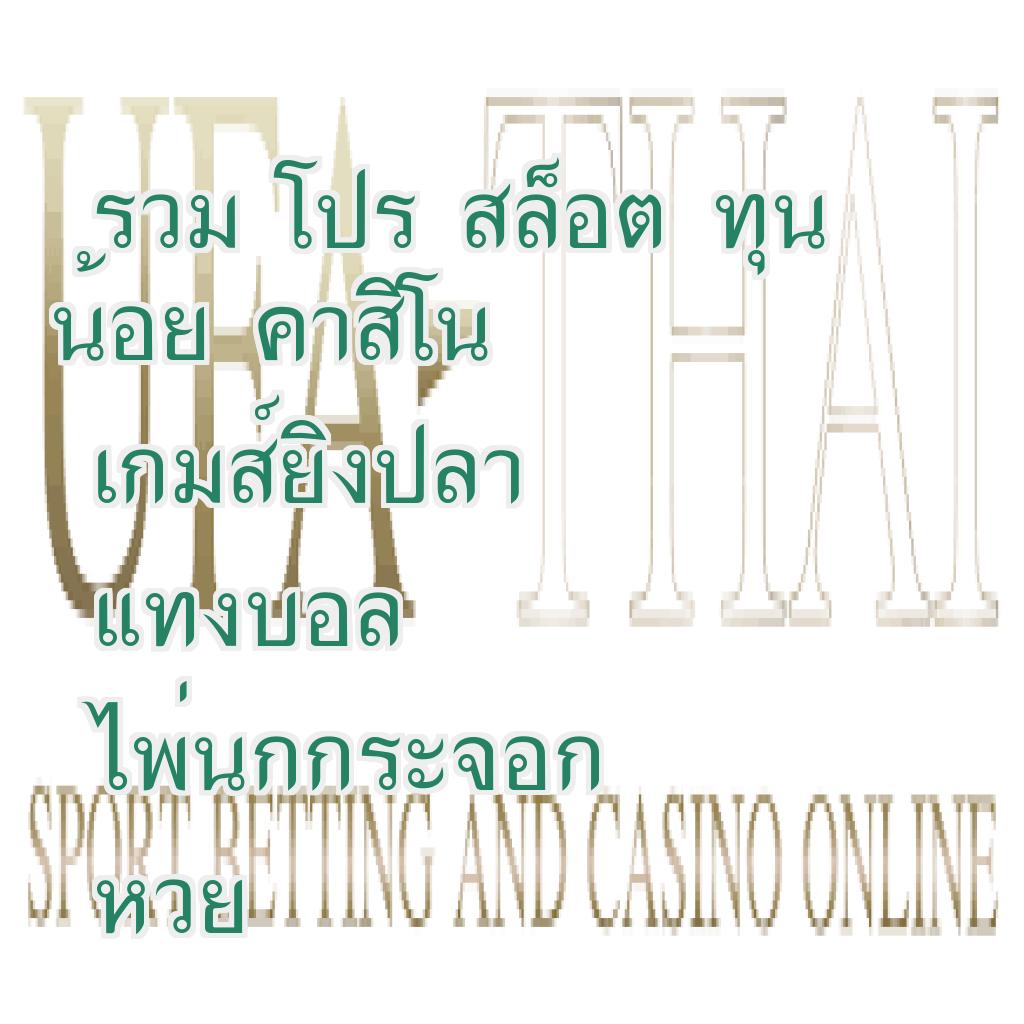 UFA THAI
รวม โปร สล็อต ทุน
น้อย คาสิโน
เกมส์ยิงปลา
แทงบอล
ไพ่นกกระจอก
SPORT BETTING AND CASINO ONLINE
หวย